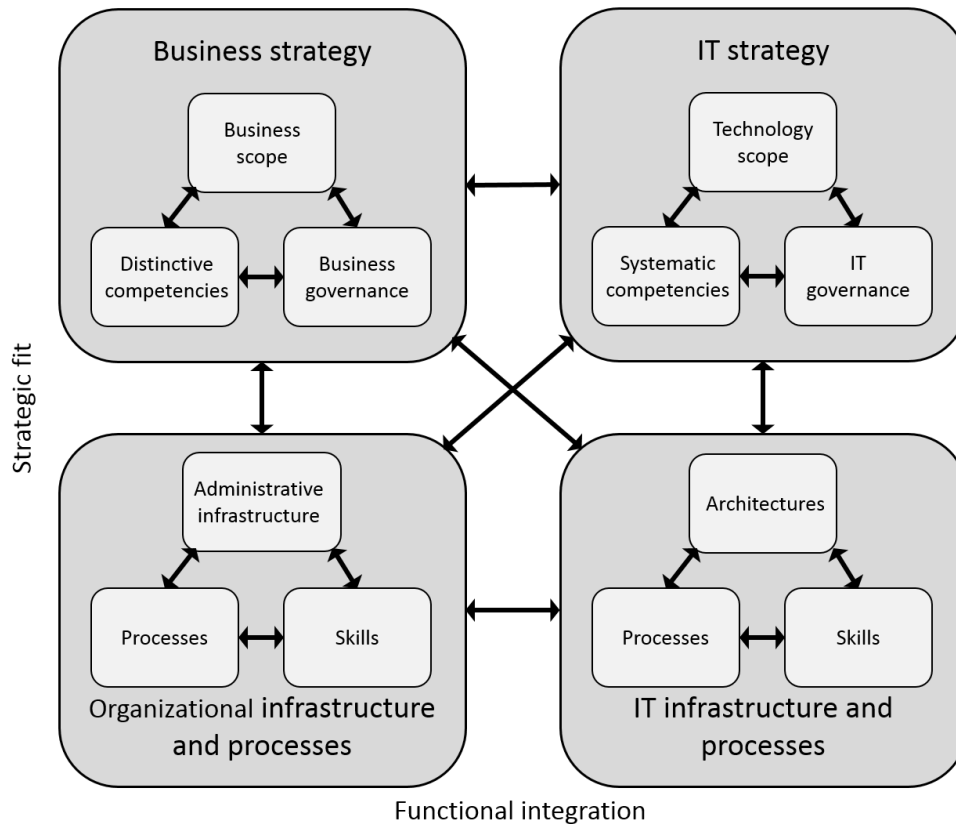 Business strategy
Business
scope
Distinctive
competencies
Business
governance
IT strategy
Technology
scope
Systematic
competencies
IT
governance
Strategic fit
Administrative
infrastructure
Processes
Skills
Organizational infrastructure
and processes
Architectures
Processes
Skills
IT infrastructure and
processes
Functional integration